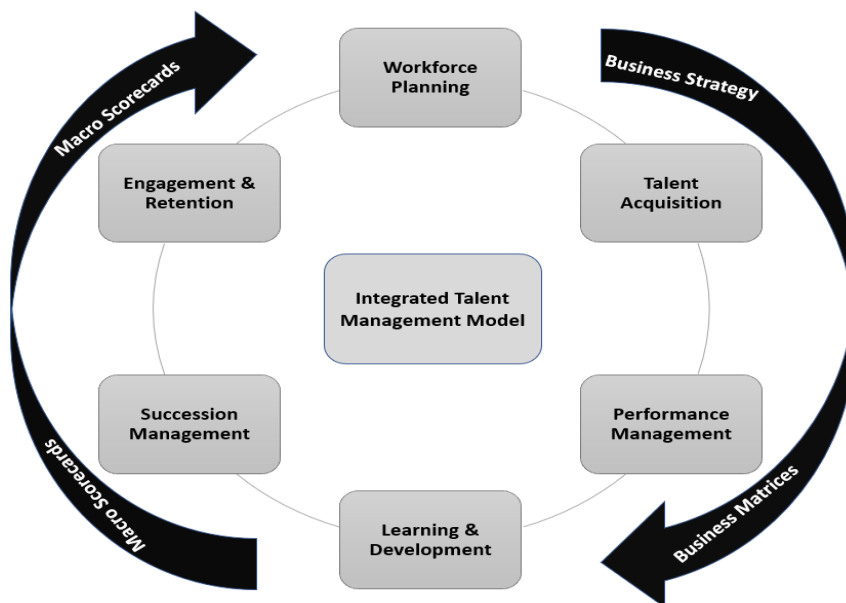 Workforce
Planning
Business Strategy
Macro Scorecards
Engagement &
Retention
Talent
Acquisition
Integrated Talent
Management Model
Succession
Management
Performance
Management
Macro Scorecards
Learning &
Development
Business Matrices